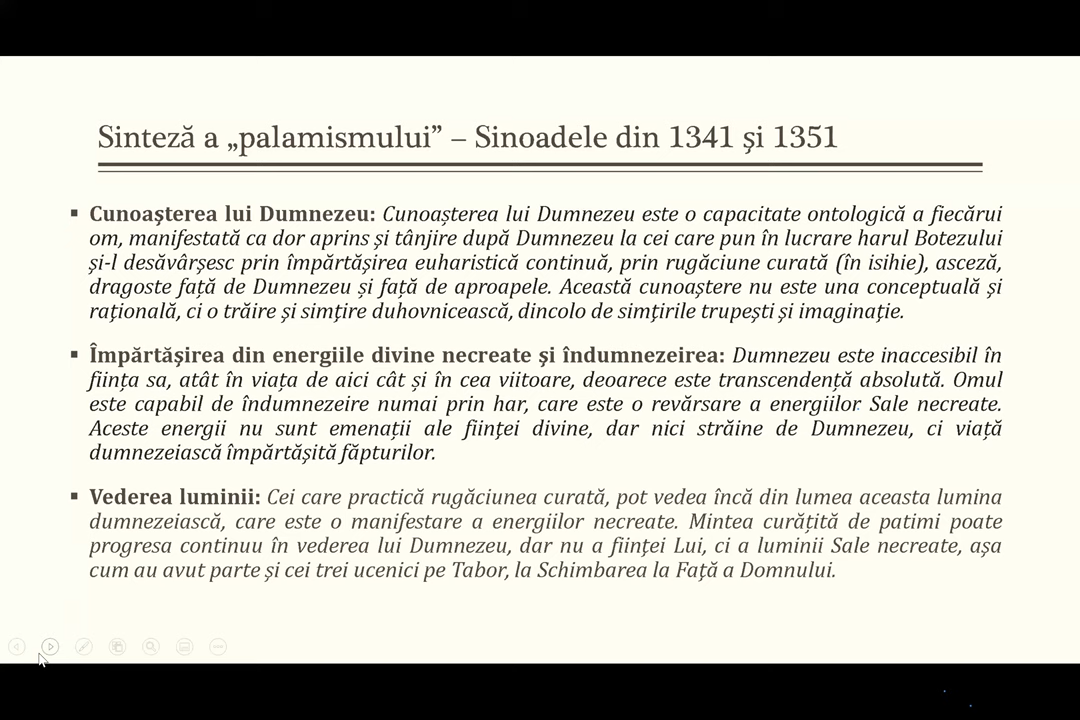 Sinteză a „palamismului” – Sinoadele din 1341 şi 1351
▪ Cunoaşterea lui Dumnezeu: Cunoașterea lui Dumnezeu este o capacitate ontologică a fiecărui
om, manifestată ca dor aprins și tânjire după Dumnezeu la cei care pun în lucrare harul Botezului
şi-l desăvârșesc prin împărtășirea euharistică continuă, prin rugăciune curată (în isihie), asceză,
dragoste față de Dumnezeu și față de aproapele. Această cunoaștere nu este una conceptuală și
raţională, ci o trăire și simțire duhovnicească, dincolo de simțirile trupești și imaginație.
▪ Împărtăşirea din energiile divine necreate şi îndumnezeirea: Dumnezeu este inaccesibil în
ființa sa, atât în viața de aici cât și în cea viitoare, deoarece este transcendență absolută. Omul
este capabil de îndumnezeire numai prin har, care este o revărsare a energiilor Sale necreate.
Aceste energii nu sunt emenații ale fiinţei divine, dar nici străine de Dumnezeu, ci viață
dumnezeiască împărtășită făpturilor.
▪ Vederea luminii: Cei care practică rugăciunea curată, pot vedea încă din lumea aceasta lumina
dumnezeiască, care este o manifestare a energiilor necreate. Mintea curățită de patimi poate
progresa continuu în vederea lui Dumnezeu, dar nu a ființei Lui, ci a luminii Sale necreate, aşa
cum au avut parte și cei trei ucenici pe Tabor, la Schimbarea la Faţă a Domnului.